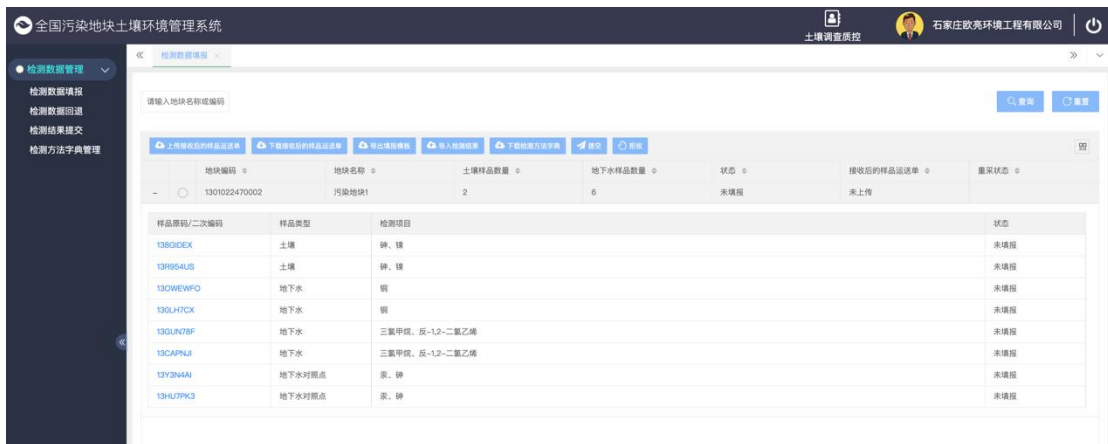 全国污染地块土壤环境管理系统
土壤调查质控
石家庄欧亮环境工程有限公司
检测数据管理
检测数据填报
检测数据回退
检测结果提交
检测方法字典管理
检测数据填报 ×
请输入地块名称或编码
查询 重置
上传接收后的样品运送单 下载接收后的样品运送单 导出填报模板 导入检测结果 下载检测方法字典 提交 拒收
地块编码 地块名称 土壤样品数量 地下水样品数量 状态 接收后的样品运送单 重采状态
1301022470002 污染地块1 2 6 未填报 未上传
样品原码/二次编码 样品类型 检测项目 状态
138GIDEX 土壤 砷、镍 未填报
13R954US 土壤 砷、镍 未填报
13OWEWFO 地下水 铜 未填报
130LH7CX 地下水 铜 未填报
13GUN78F 地下水 三氯甲烷、反-1,2-二氯乙烯 未填报
13CAPNJI 地下水 三氯甲烷、反-1,2-二氯乙烯 未填报
13Y3N4AI 地下水对照点 汞、砷 未填报
13HU7PK3 地下水对照点 汞、砷 未填报